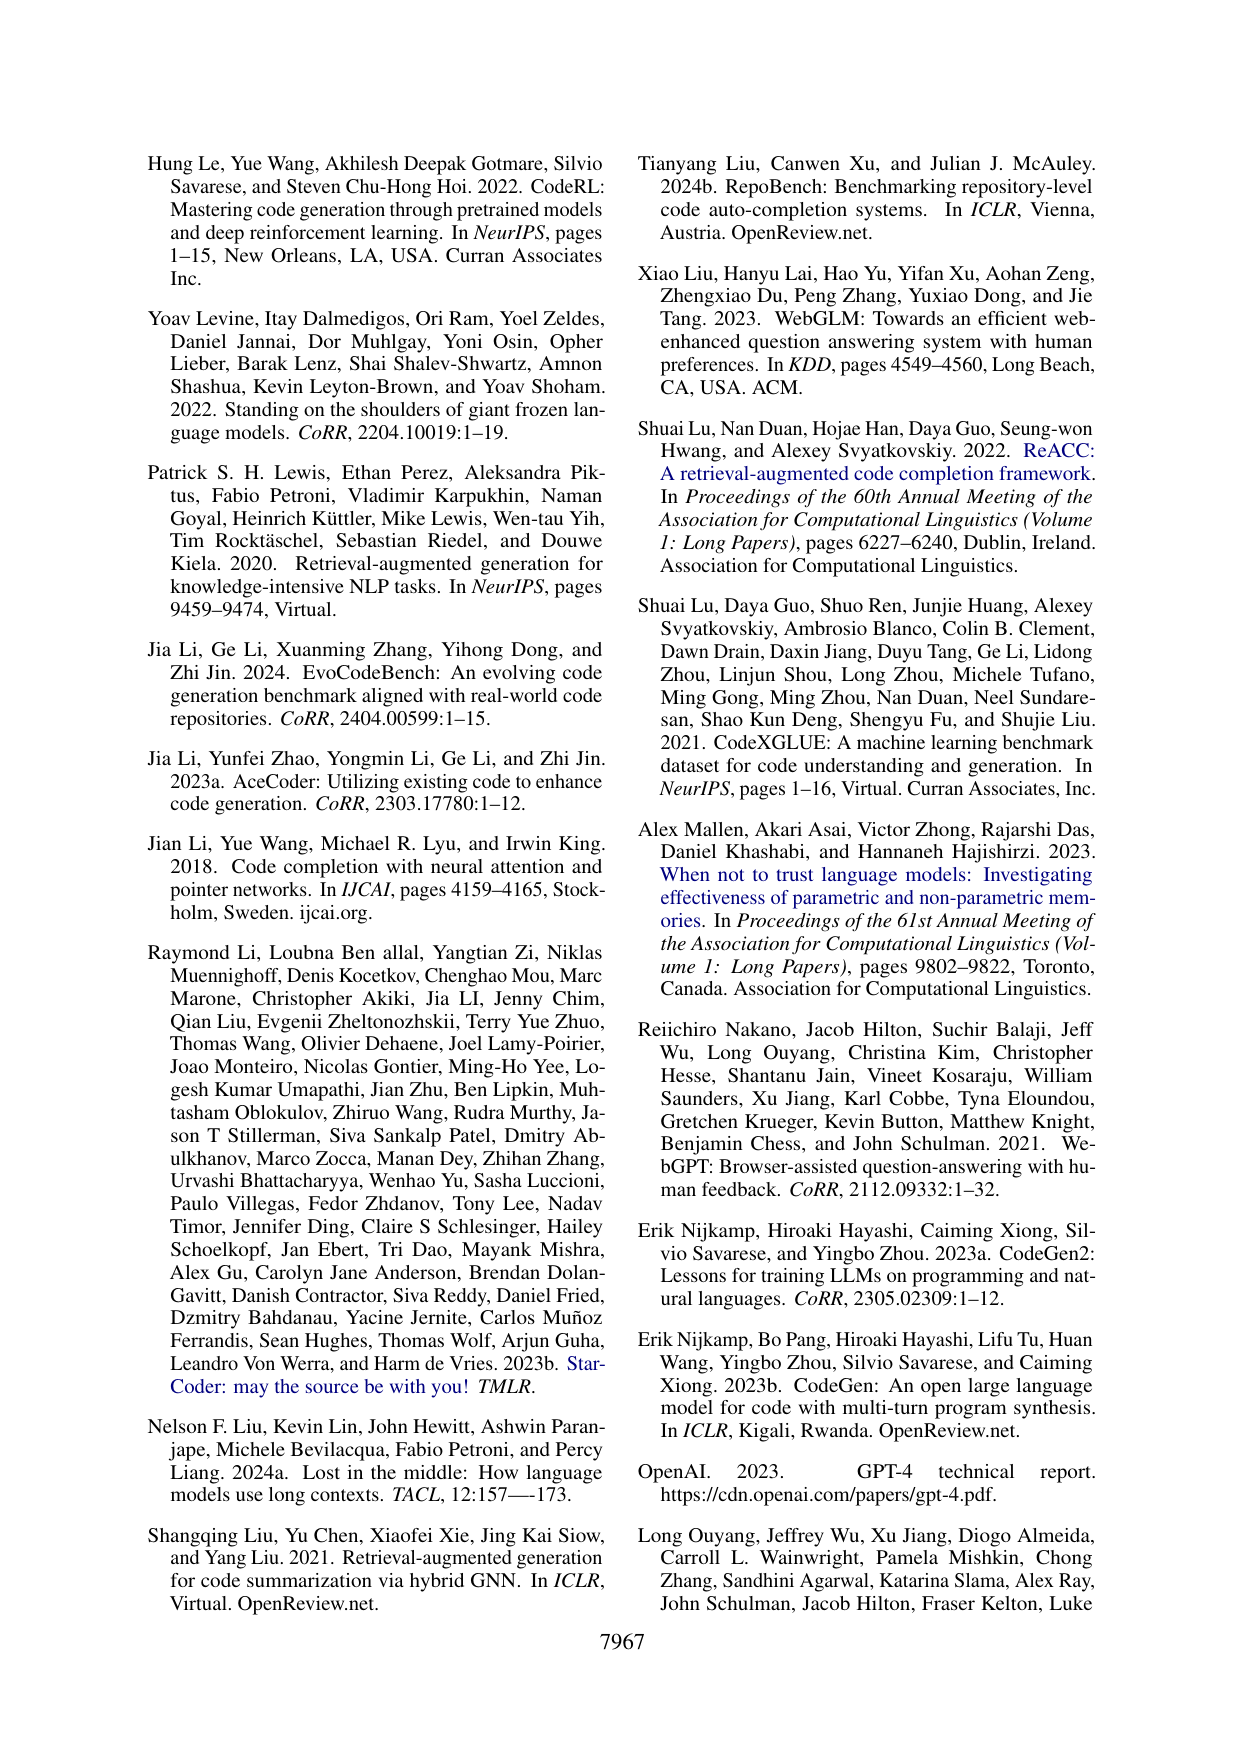 Hung Le, Yue Wang, Akhilesh Deepak Gotmare, Silvio
Savarese, and Steven Chu-Hong Hoi. 2022. CodeRL:
Mastering code generation through pretrained models
and deep reinforcement learning. In NeurIPS, pages
1–15, New Orleans, LA, USA. Curran Associates
Inc.
Yoav Levine, Itay Dalmedigos, Ori Ram, Yoel Zeldes,
Daniel Jannai, Dor Muhlgay, Yoni Osin, Opher
Lieber, Barak Lenz, Shai Shalev-Shwartz, Amnon
Shashua, Kevin Leyton-Brown, and Yoav Shoham.
2022. Standing on the shoulders of giant frozen lan-
guage models. CoRR, 2204.10019:1–19.
Patrick S. H. Lewis, Ethan Perez, Aleksandra Pik-
tus, Fabio Petroni, Vladimir Karpukhin, Naman
Goyal, Heinrich Küttler, Mike Lewis, Wen-tau Yih,
Tim Rocktäschel, Sebastian Riedel, and Douwe
Kiela. 2020. Retrieval-augmented generation for
knowledge-intensive NLP tasks. In NeurIPS, pages
9459–9474, Virtual.
Jia Li, Ge Li, Xuanming Zhang, Yihong Dong, and
Zhi Jin. 2024. EvoCodeBench: An evolving code
generation benchmark aligned with real-world code
repositories. CoRR, 2404.00599:1–15.
Jia Li, Yunfei Zhao, Yongmin Li, Ge Li, and Zhi Jin.
2023a. AceCoder: Utilizing existing code to enhance
code generation. CoRR, 2303.17780:1–12.
Jian Li, Yue Wang, Michael R. Lyu, and Irwin King.
2018. Code completion with neural attention and
pointer networks. In IJCAI, pages 4159–4165, Stock-
holm, Sweden. ijcai.org.
Raymond Li, Loubna Ben allal, Yangtian Zi, Niklas
Muennighoff, Denis Kocetkov, Chenghao Mou, Marc
Marone, Christopher Akiki, Jia LI, Jenny Chim,
Qian Liu, Evgenii Zheltonozhskii, Terry Yue Zhuo,
Thomas Wang, Olivier Dehaene, Joel Lamy-Poirier,
Joao Monteiro, Nicolas Gontier, Ming-Ho Yee, Lo-
gesh Kumar Umapathi, Jian Zhu, Ben Lipkin, Muh-
tasham Oblokulov, Zhiruo Wang, Rudra Murthy, Ja-
son T Stillerman, Siva Sankalp Patel, Dmitry Ab-
ulkhanov, Marco Zocca, Manan Dey, Zhihan Zhang,
Urvashi Bhattacharyya, Wenhao Yu, Sasha Luccioni,
Paulo Villegas, Fedor Zhdanov, Tony Lee, Nadav
Timor, Jennifer Ding, Claire S Schlesinger, Hailey
Schoelkopf, Jan Ebert, Tri Dao, Mayank Mishra,
Alex Gu, Carolyn Jane Anderson, Brendan Dolan-
Gavitt, Danish Contractor, Siva Reddy, Daniel Fried,
Dzmitry Bahdanau, Yacine Jernite, Carlos Muñoz
Ferrandis, Sean Hughes, Thomas Wolf, Arjun Guha,
Leandro Von Werra, and Harm de Vries. 2023b. Star-
Coder: may the source be with you! TMLR.
Nelson F. Liu, Kevin Lin, John Hewitt, Ashwin Paran-
jape, Michele Bevilacqua, Fabio Petroni, and Percy
Liang. 2024a. Lost in the middle: How language
models use long contexts. TACL, 12:157—-173.
Shangqing Liu, Yu Chen, Xiaofei Xie, Jing Kai Siow,
and Yang Liu. 2021. Retrieval-augmented generation
for code summarization via hybrid GNN. In ICLR,
Virtual. OpenReview.net.
Tianyang Liu, Canwen Xu, and Julian J. McAuley.
2024b. RepoBench: Benchmarking repository-level
code auto-completion systems. In ICLR, Vienna,
Austria. OpenReview.net.
Xiao Liu, Hanyu Lai, Hao Yu, Yifan Xu, Aohan Zeng,
Zhengxiao Du, Peng Zhang, Yuxiao Dong, and Jie
Tang. 2023. WebGLM: Towards an efficient web-
enhanced question answering system with human
preferences. In KDD, pages 4549–4560, Long Beach,
CA, USA. ACM.
Shuai Lu, Nan Duan, Hojae Han, Daya Guo, Seung-won
Hwang, and Alexey Svyatkovskiy. 2022. ReACC:
A retrieval-augmented code completion framework.
In Proceedings of the 60th Annual Meeting of the
Association for Computational Linguistics (Volume
1: Long Papers), pages 6227–6240, Dublin, Ireland.
Association for Computational Linguistics.
Shuai Lu, Daya Guo, Shuo Ren, Junjie Huang, Alexey
Svyatkovskiy, Ambrosio Blanco, Colin B. Clement,
Dawn Drain, Daxin Jiang, Duyu Tang, Ge Li, Lidong
Zhou, Linjun Shou, Long Zhou, Michele Tufano,
Ming Gong, Ming Zhou, Nan Duan, Neel Sundare-
san, Shao Kun Deng, Shengyu Fu, and Shujie Liu.
2021. CodeXGLUE: A machine learning benchmark
dataset for code understanding and generation. In
NeurIPS, pages 1–16, Virtual. Curran Associates, Inc.
Alex Mallen, Akari Asai, Victor Zhong, Rajarshi Das,
Daniel Khashabi, and Hannaneh Hajishirzi. 2023.
When not to trust language models: Investigating
effectiveness of parametric and non-parametric mem-
ories. In Proceedings of the 61st Annual Meeting of
the Association for Computational Linguistics (Vol-
ume 1: Long Papers), pages 9802–9822, Toronto,
Canada. Association for Computational Linguistics.
Reiichiro Nakano, Jacob Hilton, Suchir Balaji, Jeff
Wu, Long Ouyang, Christina Kim, Christopher
Hesse, Shantanu Jain, Vineet Kosaraju, William
Saunders, Xu Jiang, Karl Cobbe, Tyna Eloundou,
Gretchen Krueger, Kevin Button, Matthew Knight,
Benjamin Chess, and John Schulman. 2021. We-
bGPT: Browser-assisted question-answering with hu-
man feedback. CoRR, 2112.09332:1–32.
Erik Nijkamp, Hiroaki Hayashi, Caiming Xiong, Sil-
vio Savarese, and Yingbo Zhou. 2023a. CodeGen2:
Lessons for training LLMs on programming and nat-
ural languages. CoRR, 2305.02309:1–12.
Erik Nijkamp, Bo Pang, Hiroaki Hayashi, Lifu Tu, Huan
Wang, Yingbo Zhou, Silvio Savarese, and Caiming
Xiong. 2023b. CodeGen: An open large language
model for code with multi-turn program synthesis.
In ICLR, Kigali, Rwanda. OpenReview.net.
OpenAI. 2023. GPT-4 technical report.
https://cdn.openai.com/papers/gpt-4.pdf.
Long Ouyang, Jeffrey Wu, Xu Jiang, Diogo Almeida,
Carroll L. Wainwright, Pamela Mishkin, Chong
Zhang, Sandhini Agarwal, Katarina Slama, Alex Ray,
John Schulman, Jacob Hilton, Fraser Kelton, Luke
7967